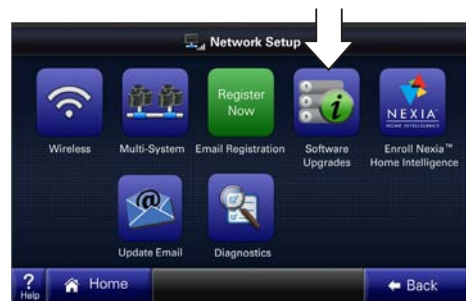 Network Setup
Register
Now
NEXIA™
HOME INTELLIGENCE
Wireless
Multi-System
Email Registration
Software
Upgrades
Enroll Nexia™
Home Intelligence
Update Email
Diagnostics
?
Help
Home
Back